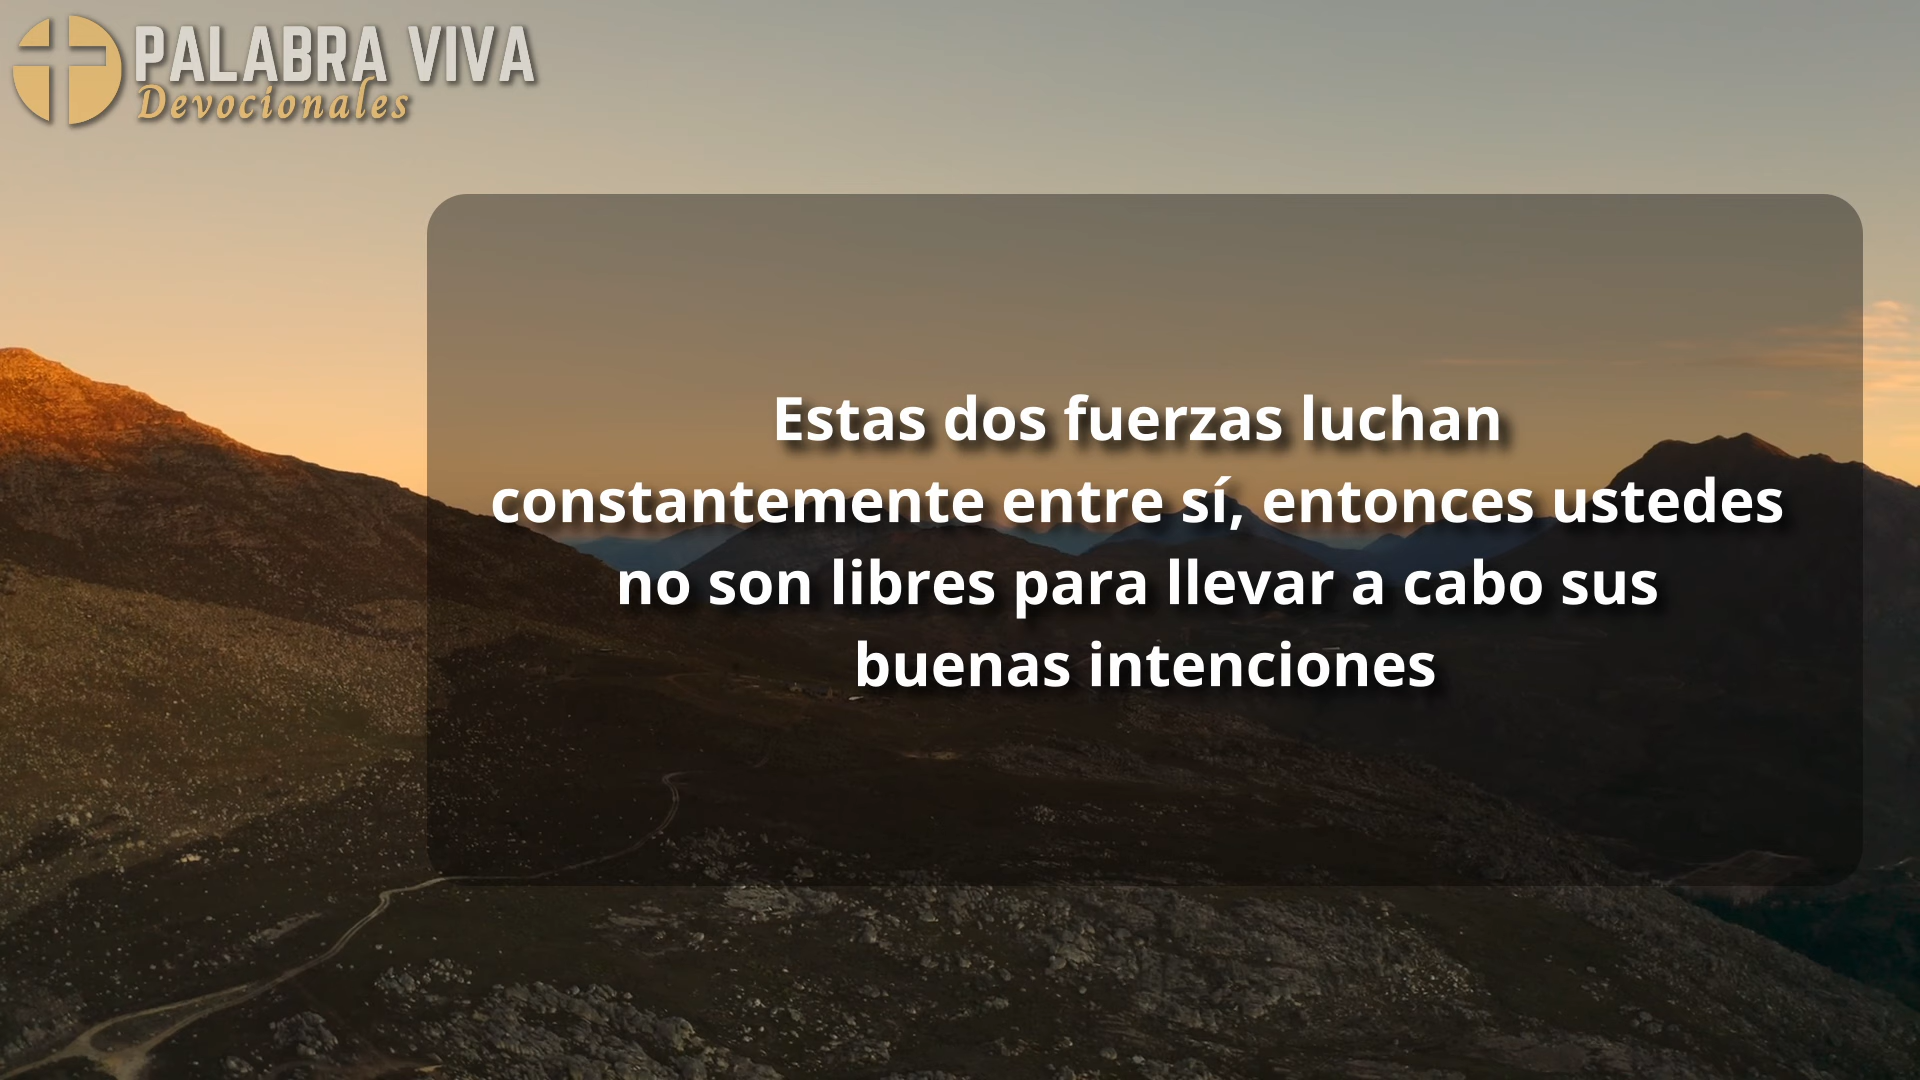 PALABRA VIVA
Devocionales
Estas dos fuerzas luchan
constantemente entre sí, entonces ustedes
no son libres para llevar a cabo sus
buenas intenciones